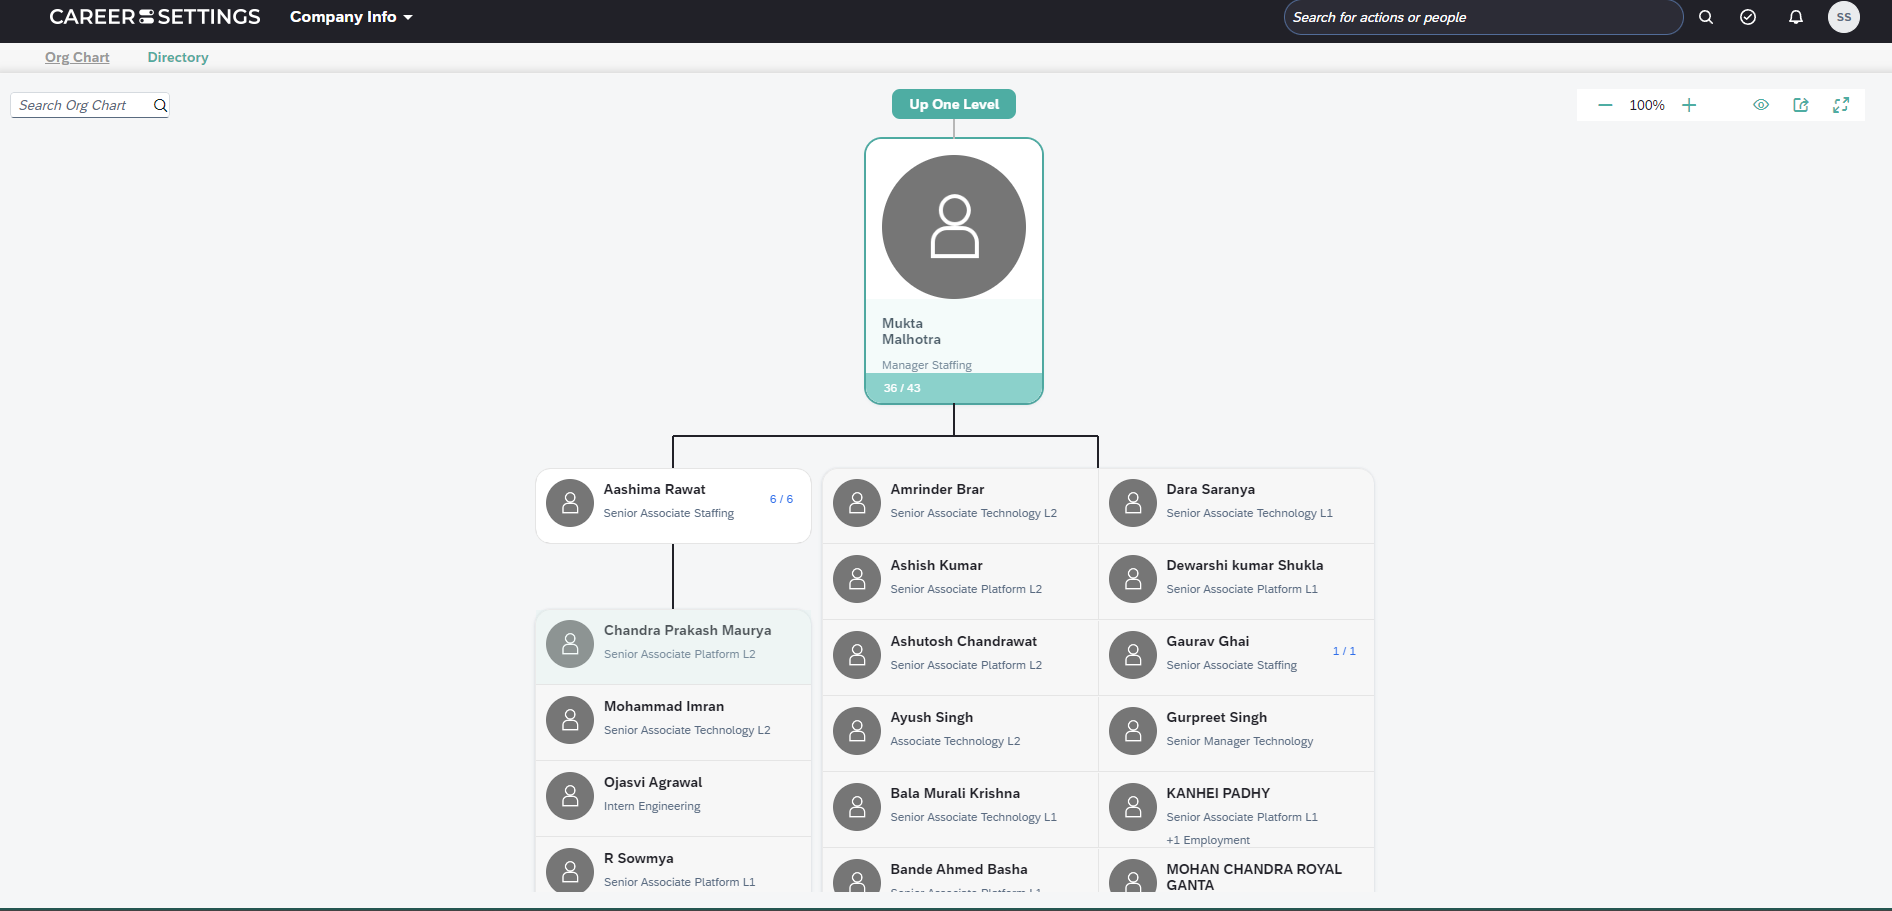 CAREER SETTINGS
Company Info
Search for actions or people
SS
Org Chart
Directory
Search Org Chart
Up One Level
100%
Mukta
Malhotra
Manager Staffing
36 / 43
Aashima Rawat
Senior Associate Staffing
6 / 6
Chandra Prakash Maurya
Senior Associate Platform L2
Mohammad Imran
Senior Associate Technology L2
Ojasvi Agrawal
Intern Engineering
R Sowmya
Senior Associate Platform L1
Amrinder Brar
Senior Associate Technology L2
Ashish Kumar
Senior Associate Platform L2
Ashutosh Chandrawat
Senior Associate Platform L2
Ayush Singh
Associate Technology L2
Bala Murali Krishna
Senior Associate Technology L1
Bande Ahmed Basha
Senior Associate Platform L1
Dara Saranya
Senior Associate Technology L1
Dewarshi kumar Shukla
Senior Associate Platform L1
Gaurav Ghai
Senior Associate Staffing
1 / 1
Gurpreet Singh
Senior Manager Technology
KANHEI PADHY
Senior Associate Platform L1
+1 Employment
MOHAN CHANDRA ROYAL
GANTA